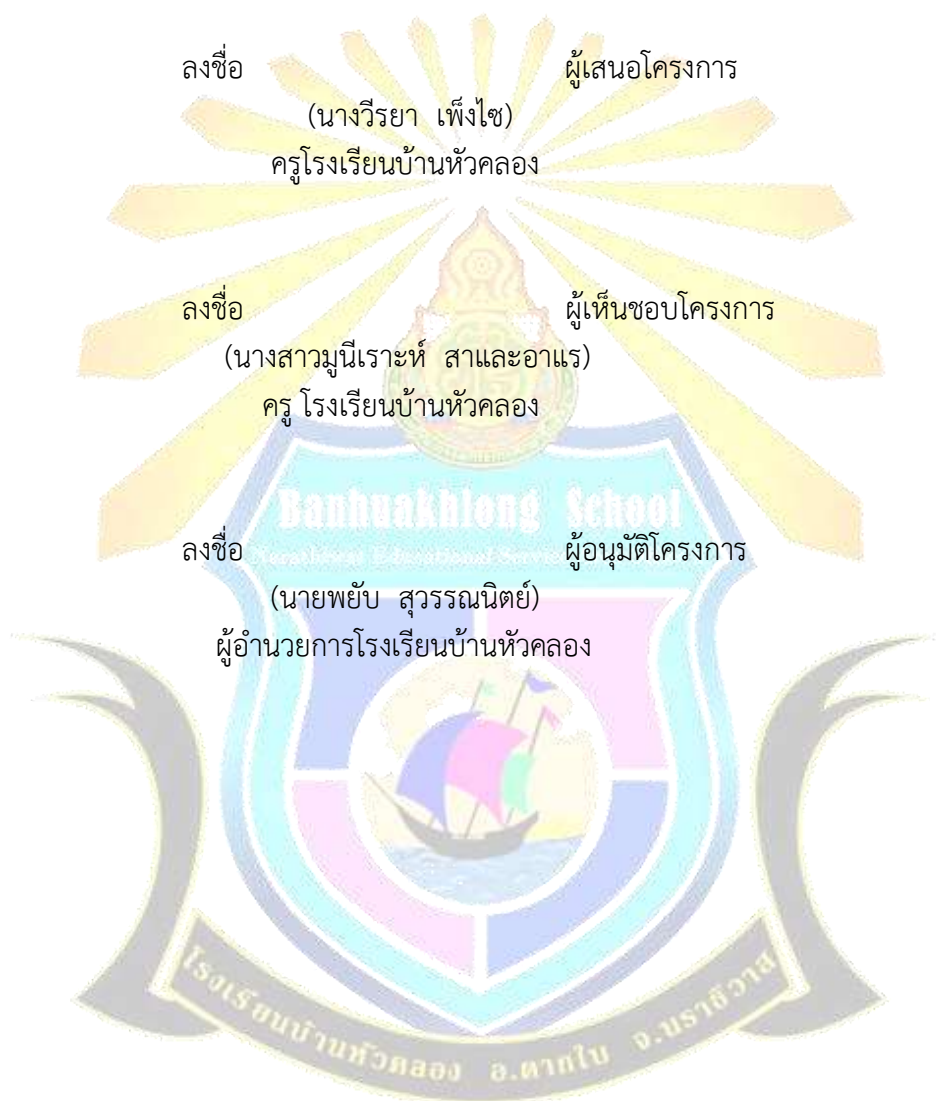 ลงชื่อ ผู้เสนอโครงการ
(นางวีรยา เพ็งไซ)
ครูโรงเรียนบ้านหัวคลอง
ลงชื่อ ผู้เห็นชอบโครงการ
(นางสาวมูนีเราะห์ สาและอาแร)
ครู โรงเรียนบ้านหัวคลอง
Banhuakhlong School
ลงชื่อ ผู้อนุมัติโครงการ
Narathiwat Educational Service
(นายพยับ สุวรรณนิตย์)
ผู้อำนวยการโรงเรียนบ้านหัวคลอง
โรงเรียนบ้านหัวคลอง อ.ตากใบ จ.นราธิวาส